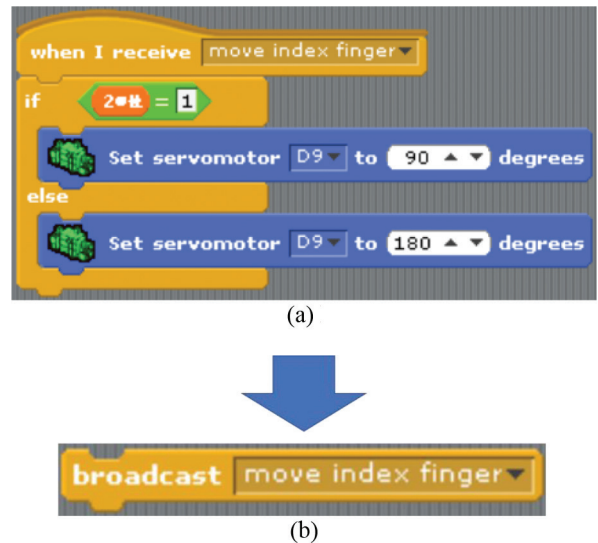 when I receive move index finger
if = 1
Set servomotor D9 to 90 degrees
else
Set servomotor D9 to 180 degrees
(a)
broadcast move index finger
(b)